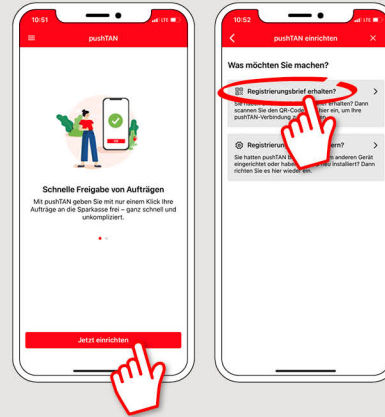 10:51
LTE
pushTAN
Schnelle Freigabe von Aufträgen
Mit pushTAN geben Sie mit nur einem Klick Ihre
Aufträge an die Sparkasse frei – ganz schnell und
unkompliziert.
Jetzt einrichten
10:52
LTE
pushTAN einrichten
Was möchten Sie machen?
Registrierungsbrief erhalten?
Sie haben erhalten? Dann
scannen Sie den QR-Code hier ein, um Ihre
pushTAN-Verbindung
Sie hatten pushTAN anderen Gerät
eingerichtet oder neu installiert? Dann
richten Sie es hier wieder ein.